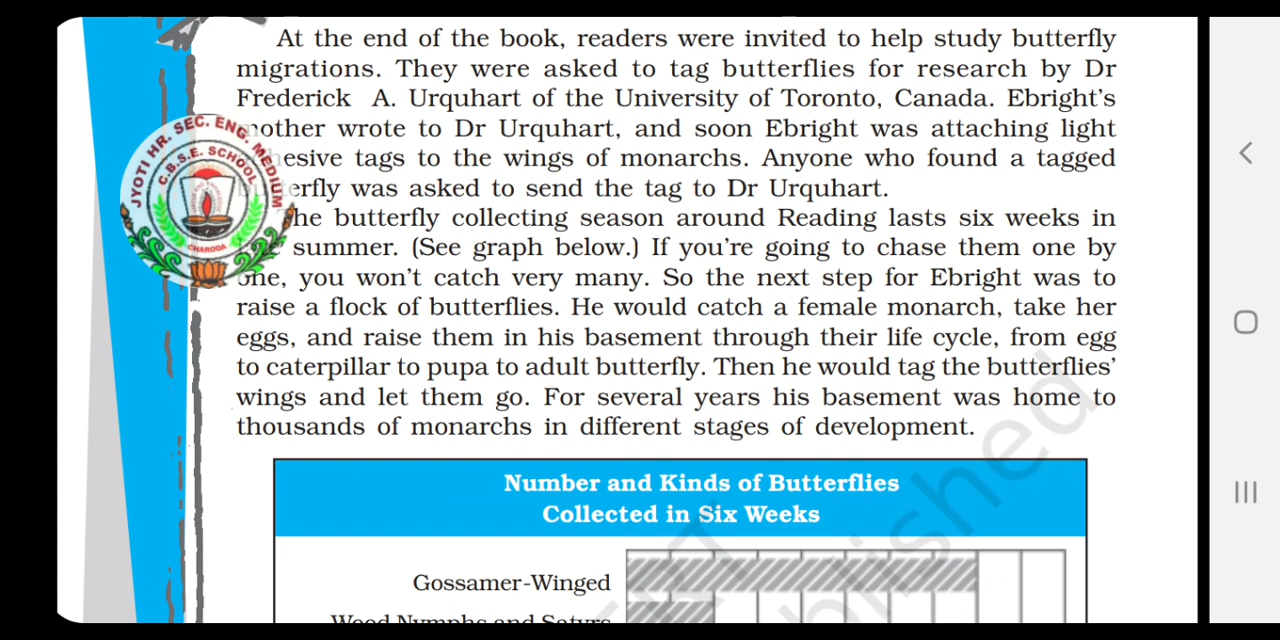 At the end of the book, readers were invited to help study butterfly
migrations. They were asked to tag butterflies for research by Dr
Frederick A. Urquhart of the University of Toronto, Canada. Ebright's
other wrote to Dr Urquhart, and soon Ebright was attaching light
esive tags to the wings of monarchs. Anyone who found a tagged
erfly was asked to send the tag to Dr Urquhart.
JYOTI HR. SEC. ENG. MEDIUM
C.B.S.E. SCHOOL
CHARODA
he butterfly collecting season around Reading lasts six weeks in
summer. (See graph below.) If you're going to chase them one by
one, you won't catch very many. So the next step for Ebright was to
raise a flock of butterflies. He would catch a female monarch, take her
eggs, and raise them in his basement through their life cycle, from egg
to caterpillar to pupa to adult butterfly. Then he would tag the butterflies'
wings and let them go. For several years his basement was home to
thousands of monarchs in different stages of development.
Number and Kinds of Butterflies
Collected in Six Weeks
Gossamer-Winged
Wood Nymphs and Satyrs